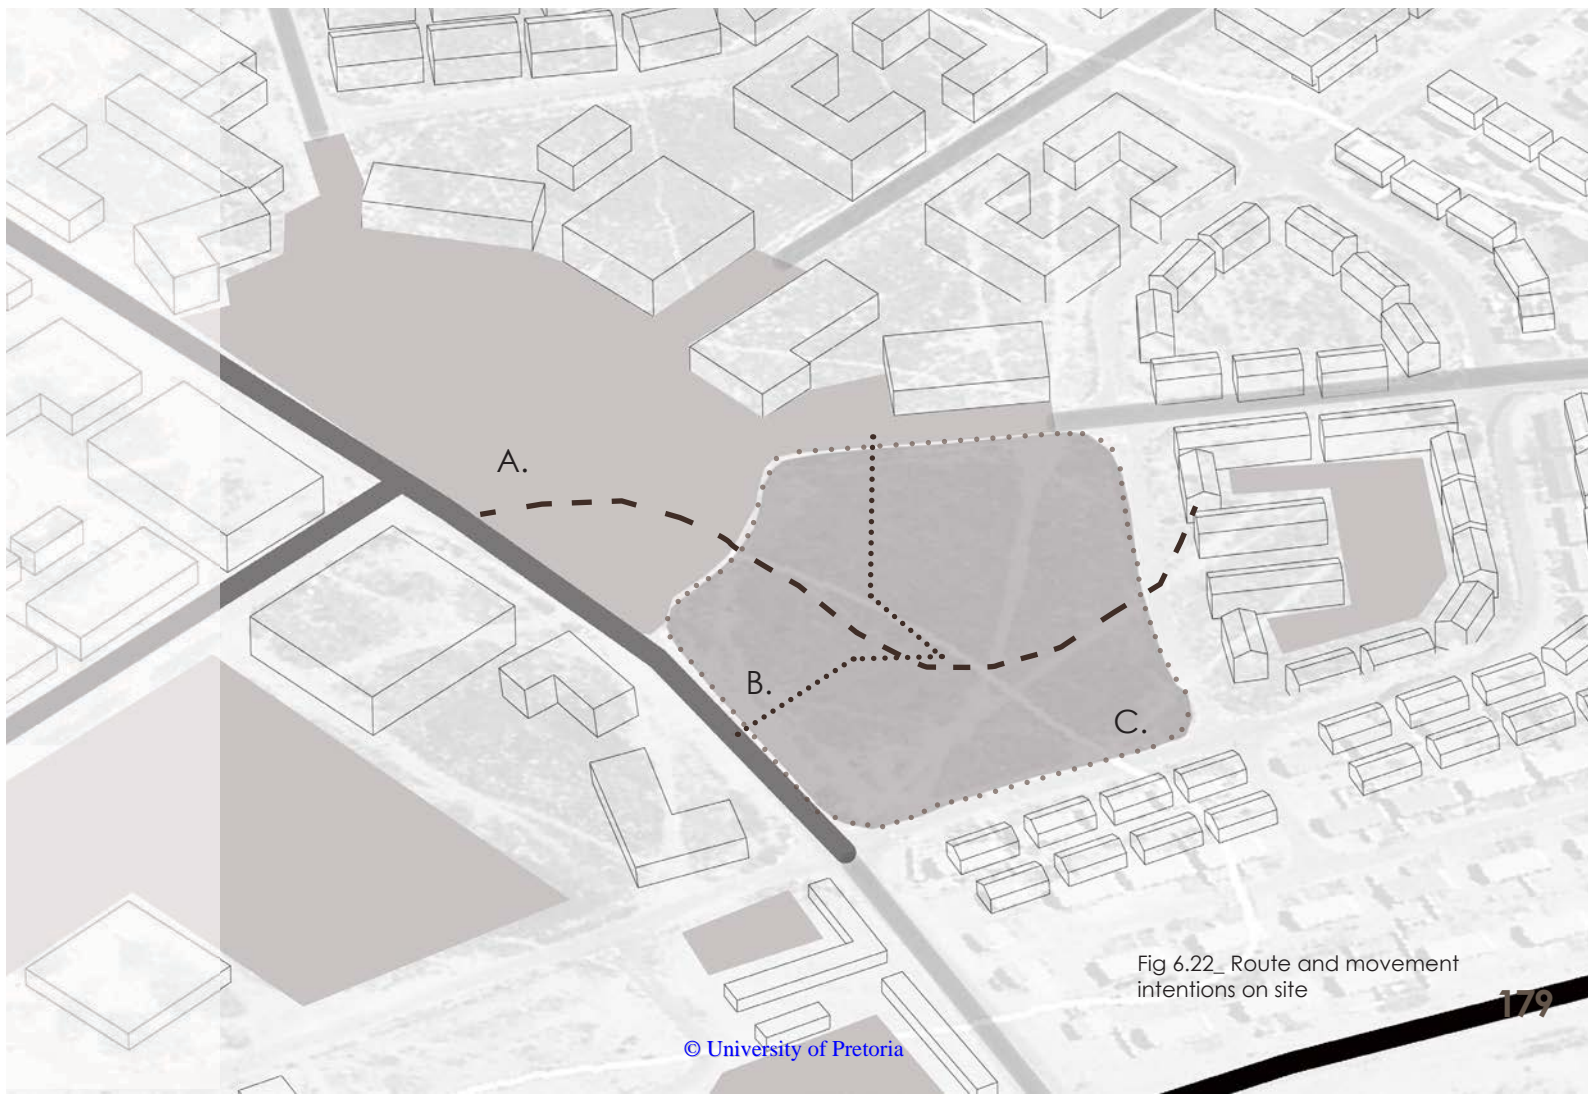 A.
B.
C.
Fig 6.22_ Route and movement
intentions on site
179
© University of Pretoria